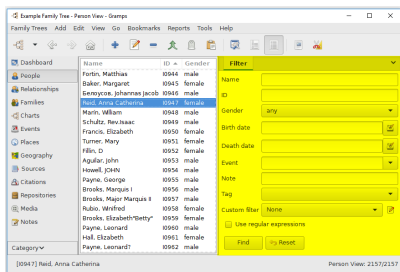 Example Family Tree - Person View - Gramps
Family Trees Add Edit View Go Bookmarks Reports Tools Help
Dashboard
People
Relationships
Families
Charts
Events
Places
Geography
Sources
Citations
Repositories
Media
Notes
Category
Name ID Gender
Fortin, Matthias I0944 male
Baker, Margaret I0945 female
Беляков, Johannas Jacob I0946 male
Reid, Anna Catherina I0947 female
Marin, William I0948 male
Schultz, Rev.Isaac I0949 male
Francis, Elizabeth I0950 female
Turner, Mary I0951 female
Fillin, D I0952 female
Aguilar, John I0953 male
Howell, JOHN I0954 male
Payne, George I0955 male
Brooks, Marquis I I0956 male
Brooks, Major Marquis II I0957 male
Rubio, Winifred I0958 female
Brooks, Elizabeth"Betty" I0959 female
Payne, Leonard I0960 male
Hall, Elizabeth I0961 female
Payne, Leonard? I0962 male
Filter
Name
ID
Gender any
Birth date
Death date
Event
Note
Tag
Custom filter None
Use regular expressions
Find Reset
[I0947] Reid, Anna Catherina
Person View: 2157/2157